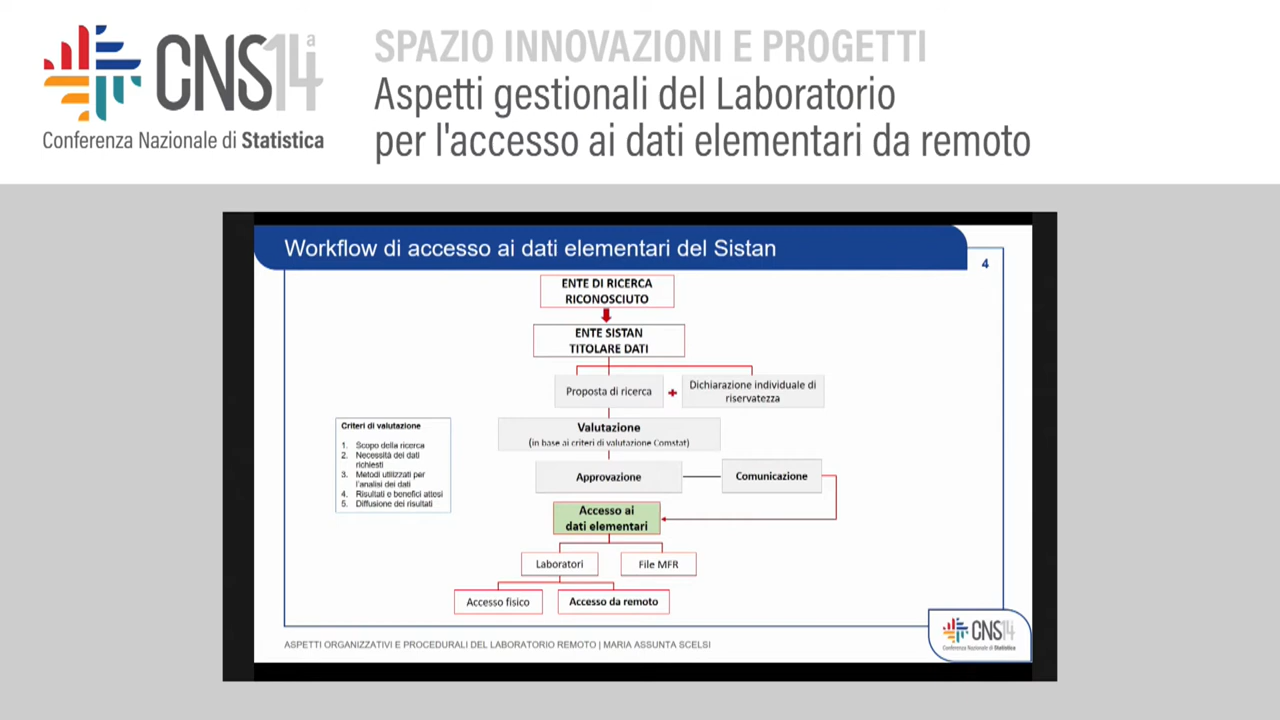 CNS14ª
Conferenza Nazionale di Statistica
SPAZIO INNOVAZIONI E PROGETTI
Aspetti gestionali del Laboratorio
per l'accesso ai dati elementari da remoto
Workflow di accesso ai dati elementari del Sistan
4
ENTE DI RICERCA
RICONOSCIUTO
ENTE SISTAN
TITOLARE DATI
Proposta di ricerca
+
Dichiarazione individuale di
riservatezza
Valutazione
(in base ai criteri di valutazione Comstat)
Criteri di valutazione
1. Scopo della ricerca
2. Necessità dei dati
richiesti
3. Metodi utilizzati per
l'analisi dei dati
4. Risultati e benefici attesi
5. Diffusione dei risultati
Approvazione
Comunicazione
Accesso ai
dati elementari
Laboratori
File MFR
Accesso fisico
Accesso da remoto
ASPETTI ORGANIZZATIVI E PROCEDURALI DEL LABORATORIO REMOTO | MARIA ASSUNTA SCELSI
CNS14
Conferenza Nazionale di Statistica